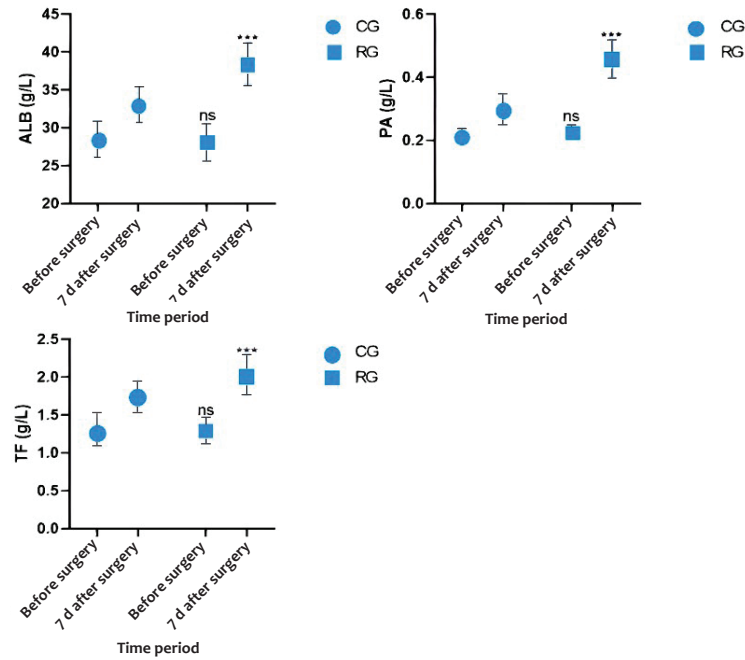 45
40
35
30
25
20
ALB (g/L)
ns
***
CG
RG
Before surgery
7 d after surgery
Before surgery
7 d after surgery
Time period
0.6
0.4
0.2
0.0
PA (g/L)
ns
***
CG
RG
Before surgery
7 d after surgery
Before surgery
7 d after surgery
Time period
2.5
2.0
1.5
1.0
0.5
0.0
TF (g/L)
ns
***
CG
RG
Before surgery
7 d after surgery
Before surgery
7 d after surgery
Time period